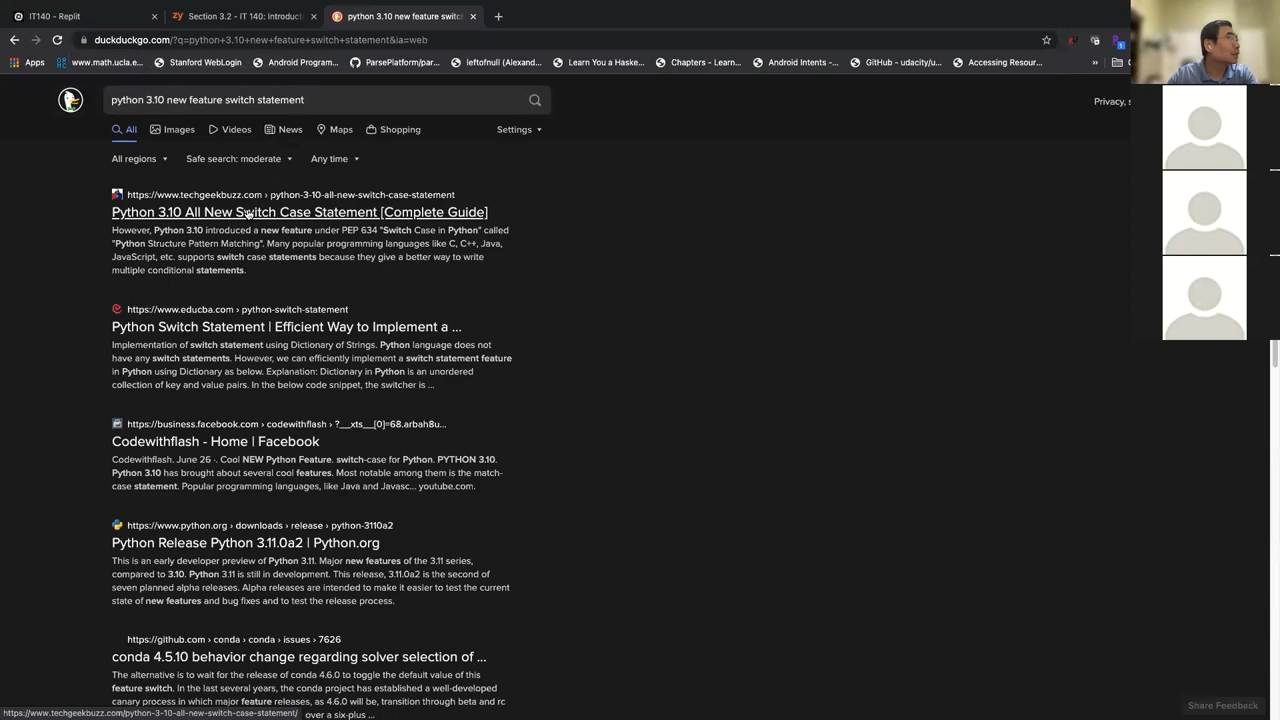 IT140 - Replit
Section 3.2 - IT 140: Introducti
python 3.10 new feature switch
duckduckgo.com/?q=python+3.10+new+feature+switch+statement&ia=web
Apps
www.math.ucla.e...
Stanford WebLogin
Android Program...
ParsePlatform/par...
leftofnull (Alexand...
Learn You a Haske...
Chapters - Learn...
Android Intents -...
GitHub - udacity/u...
Accessing Resour...
python 3.10 new feature switch statement
Privacy, s
All
Images
Videos
News
Maps
Shopping
Settings
All regions
Safe search: moderate
Any time
https://www.techgeekbuzz.com › python-3-10-all-new-switch-case-statement
Python 3.10 All New Switch Case Statement [Complete Guide]
However, Python 3.10 introduced a new feature under PEP 634 "Switch Case in Python" called
"Python Structure Pattern Matching". Many popular programming languages like C, C++, Java,
JavaScript, etc. supports switch case statements because they give a better way to write
multiple conditional statements.
https://www.educba.com › python-switch-statement
Python Switch Statement | Efficient Way to Implement a ...
Implementation of switch statement using Dictionary of Strings. Python language does not
have any switch statements. However, we can efficiently implement a switch statement feature
in Python using Dictionary as below. Explanation: Dictionary in Python is an unordered
collection of key and value pairs. In the below code snippet, the switcher is ...
https://business.facebook.com › codewithflash › ?__xts__[0]=68.arbah8u...
Codewithflash - Home | Facebook
Codewithflash. June 26 ·. Cool NEW Python Feature. switch-case for Python. PYTHON 3.10.
Python 3.10 has brought about several cool features. Most notable among them is the match-
case statement. Popular programming languages, like Java and Javasc... youtube.com.
https://www.python.org › downloads › release › python-3110a2
Python Release Python 3.11.0a2 | Python.org
This is an early developer preview of Python 3.11. Major new features of the 3.11 series,
compared to 3.10. Python 3.11 is still in development. This release, 3.11.0a2 is the second of
seven planned alpha releases. Alpha releases are intended to make it easier to test the current
state of new features and bug fixes and to test the release process.
https://github.com › conda › conda › issues › 7626
conda 4.5.10 behavior change regarding solver selection of ...
The alternative is to wait for the release of conda 4.6.0 to toggle the default value of this
feature switch. In the last several years, the conda project has established a well-developed
canary process in which major feature releases, as 4.6.0 will be, transition through beta and rc
over a six-plus ...
https://www.techgeekbuzz.com/python-3-10-all-new-switch-case-statement/
Share Feedback